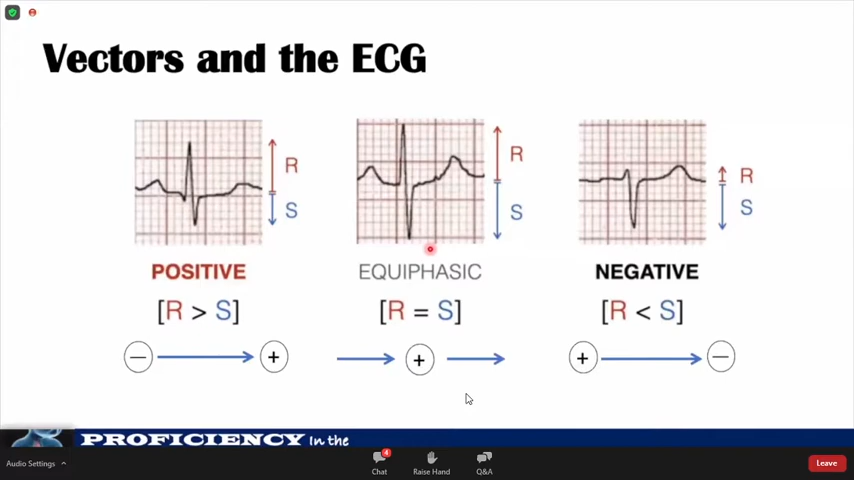 Vectors and the ECG
R
S
R
S
R
S
POSITIVE
EQUIPHASIC
NEGATIVE
[R > S]
[R = S]
[R < S]
— +
+
+ —
PROFICIENCY In the
Audio Settings
4
Chat
Raise Hand
Q&A
Leave